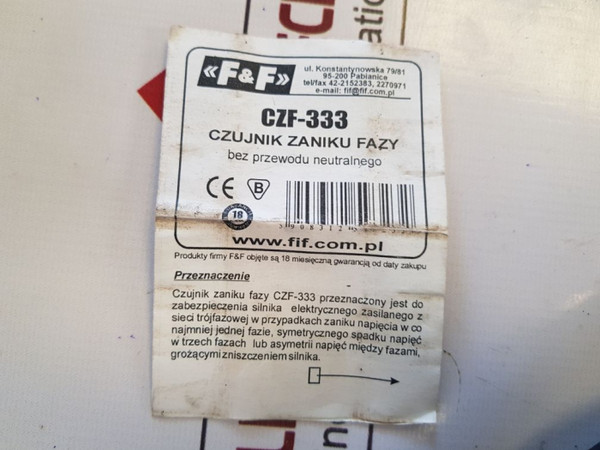 «F&F»
ul. Konstantynowska 79/81
95-200 Pabianice
tel/fax 42-2152383, 2270971
e-mail: fif@fif.com.pl
CZF-333
CZUJNIK ZANIKU FAZY
bez przewodu neutralnego
CE B
18
www.fif.com.pl
Produkty firmy F&F objęte są 18 miesięczną gwarancją od daty zakupu
Przeznaczenie
Czujnik zaniku fazy CZF-333 przeznaczony jest do
zabezpieczenia silnika elektrycznego zasilanego z
sieci trójfazowej w przypadkach zaniku napięcia w co
najmniej jednej fazie, symetrycznego spadku napięć
w trzech fazach lub asymetrii napięć między fazami,
grożącymi zniszczeniem silnika.